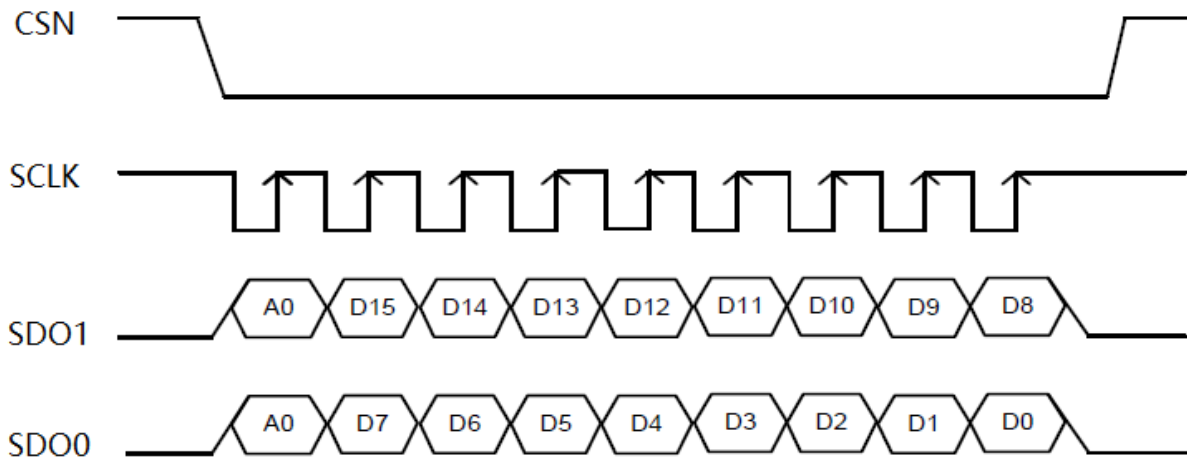 CSN
SCLK
SDO1 A0 D15 D14 D13 D12 D11 D10 D9 D8
SDO0 A0 D7 D6 D5 D4 D3 D2 D1 D0